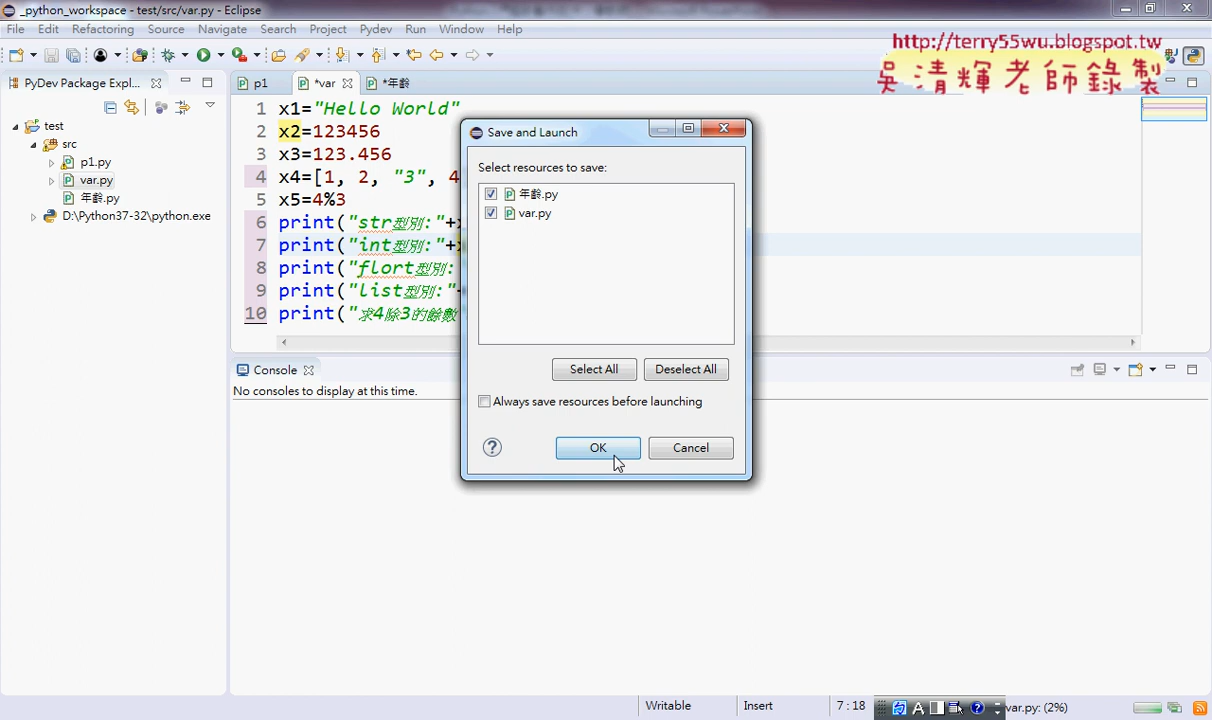 _python_workspace - test/src/var.py - Eclipse
File Edit Refactoring Source Navigate Search Project Pydev Run Window Help
http://terry55wu.blogspot.tw
吳清輝老師錄製
PyDev Package Expl...
p1 *var *年齡
test
src
p1.py
var.py
年齡.py
D:\Python37-32\python.exe
1 x1="Hello World"
2 x2=123456
3 x3=123.456
4 x4=[1, 2, "3", 4
5 x5=4%3
6 print("str型別:"+x
7 print("int型別:"+x
8 print("flort型別:
9 print("list型別:"+
10 print("求4除3的餘數
Save and Launch
Select resources to save:
年齡.py
var.py
Select All Deselect All
Always save resources before launching
OK Cancel
Console
No consoles to display at this time.
Writable Insert 7 : 18 var.py: (2%)